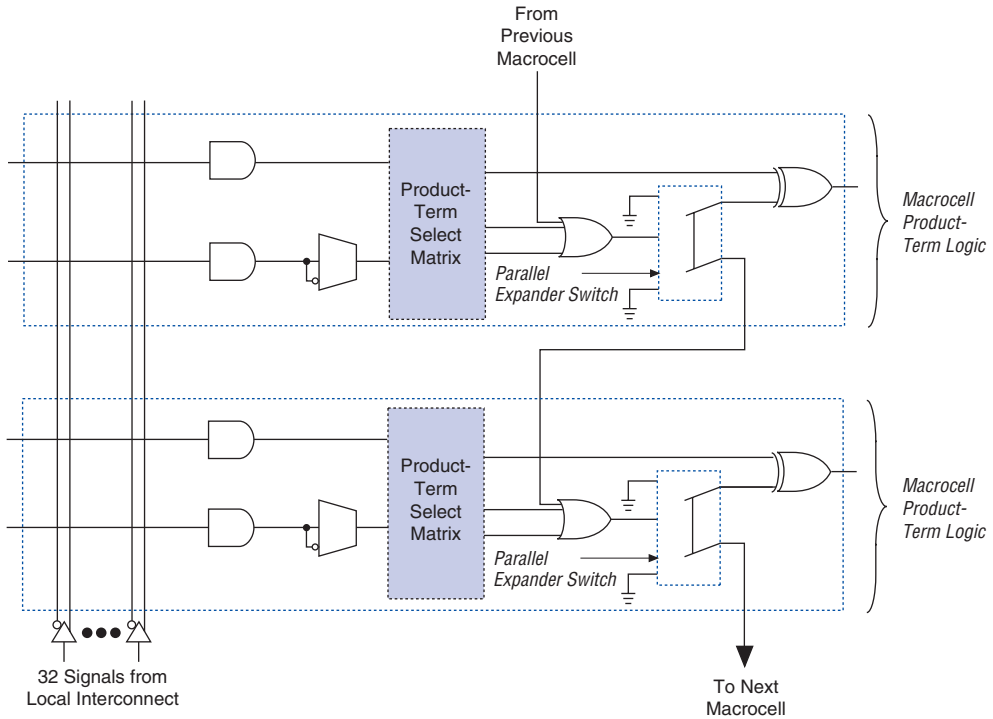 From
Previous
Macrocell
Product-
Term
Select
Matrix
Macrocell
Product-
Term Logic
Parallel
Expander Switch
Product-
Term
Select
Matrix
Macrocell
Product-
Term Logic
Parallel
Expander Switch
32 Signals from
Local Interconnect
To Next
Macrocell